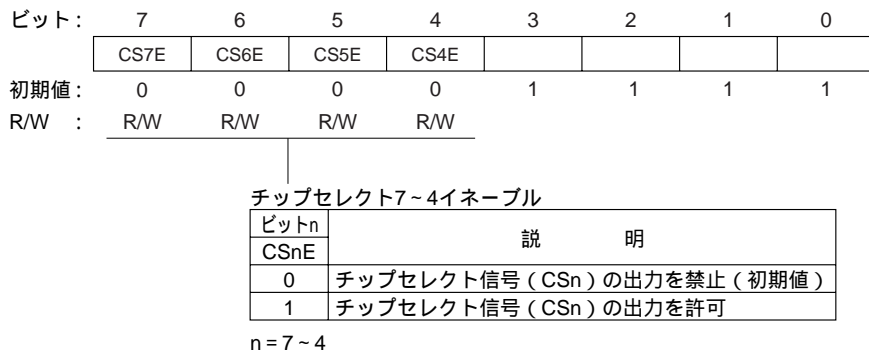 ビット: 7 6 5 4 3 2 1 0
CS7E CS6E CS5E CS4E
初期値: 0 0 0 0 1 1 1 1
R/W : R/W R/W R/W R/W
チップセレクト7~4イネーブル
ビットn
CSnE
説 明
0 チップセレクト信号(CSn)の出力を禁止(初期値)
1 チップセレクト信号(CSn)の出力を許可
n = 7 ~ 4